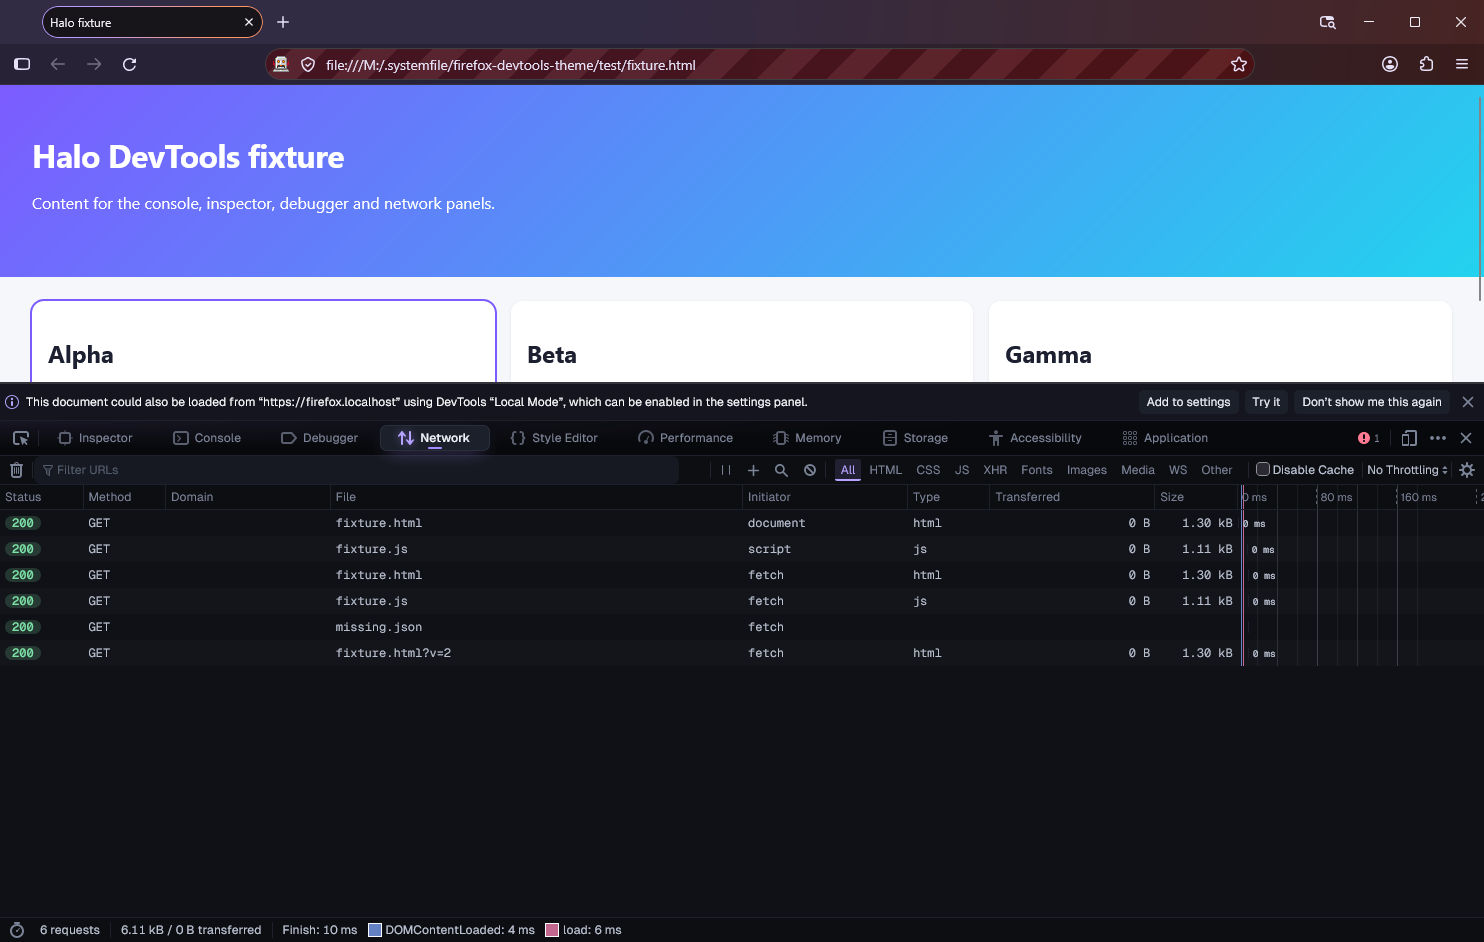 Halo fixture
file:///M:/.systemfile/firefox-devtools-theme/test/fixture.html
Halo DevTools fixture
Content for the console, inspector, debugger and network panels.
Alpha Beta Gamma
This document could also be loaded from “https://firefox.localhost” using DevTools “Local Mode”, which can be enabled in the settings panel. Add to settings Try it Don't show me this again
Inspector Console Debugger Network Style Editor Performance Memory Storage Accessibility Application 1
Filter URLs All HTML CSS JS XHR Fonts Images Media WS Other Disable Cache No Throttling
Status Method Domain File Initiator Type Transferred Size 0 ms 80 ms 160 ms
200 GET fixture.html document html 0 B 1.30 kB 0 ms
200 GET fixture.js script js 0 B 1.11 kB 0 ms
200 GET fixture.html fetch html 0 B 1.30 kB 0 ms
200 GET fixture.js fetch js 0 B 1.11 kB 0 ms
200 GET missing.json fetch
200 GET fixture.html?v=2 fetch html 0 B 1.30 kB 0 ms
6 requests 6.11 kB / 0 B transferred Finish: 10 ms DOMContentLoaded: 4 ms load: 6 ms